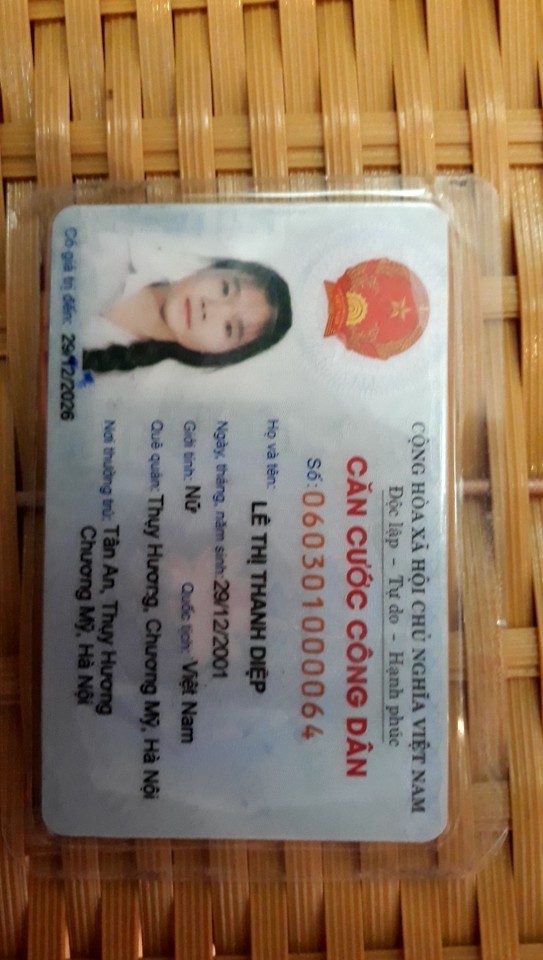 CỘNG HÒA XÃ HỘI CHỦ NGHĨA VIỆT NAM
Độc lập – Tự do – Hạnh phúc
CĂN CƯỚC CÔNG DÂN
Số: 060301000064
Họ và tên:
LÊ THỊ THANH DIỆP
Ngày, tháng, năm sinh: 29/12/2001
Giới tính: Nữ Quốc tịch: Việt Nam
Quê quán: Thụy Hương, Chương Mỹ, Hà Nội
Nơi thường trú: Tân An, Thụy Hương
Chương Mỹ, Hà Nội
Có giá trị đến: 29/12/2026